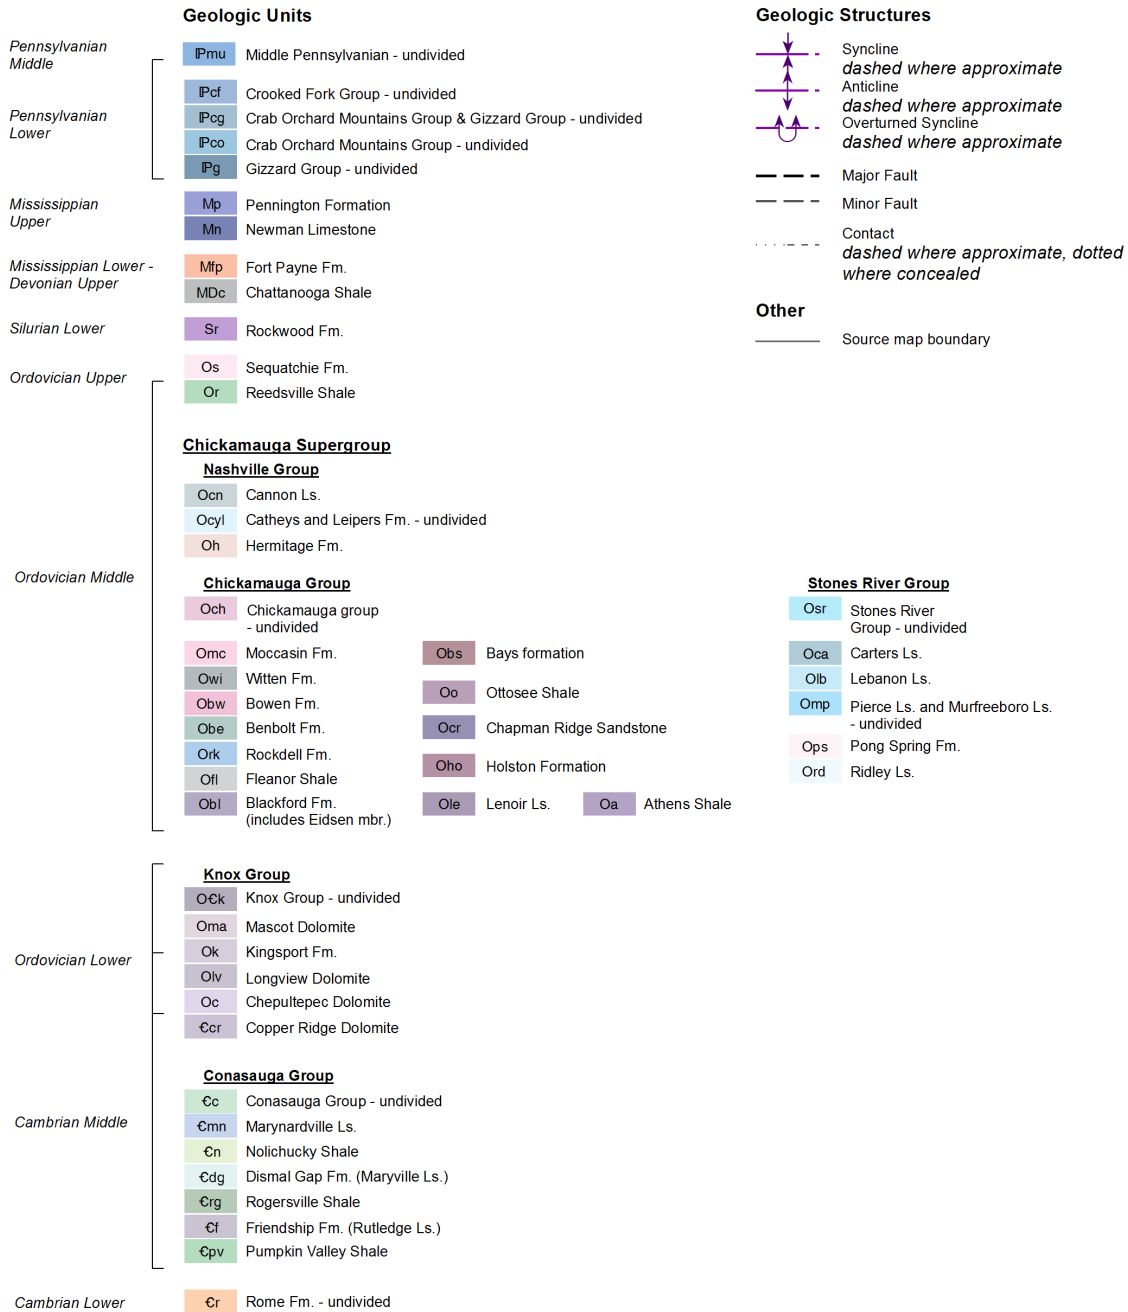 Geologic Units
Pennsylvanian
Middle
ℙmu Middle Pennsylvanian - undivided
Pennsylvanian
Lower
ℙcf Crooked Fork Group - undivided
ℙcg Crab Orchard Mountains Group & Gizzard Group - undivided
ℙco Crab Orchard Mountains Group - undivided
ℙg Gizzard Group - undivided
Mississippian
Upper
Mp Pennington Formation
Mn Newman Limestone
Mississippian Lower -
Devonian Upper
Mfp Fort Payne Fm.
MDc Chattanooga Shale
Silurian Lower
Sr Rockwood Fm.
Ordovician Upper
Os Sequatchie Fm.
Or Reedsville Shale
Ordovician Middle
Chickamauga Supergroup
Nashville Group
Ocn Cannon Ls.
Ocyl Catheys and Leipers Fm. - undivided
Oh Hermitage Fm.
Chickamauga Group
Och Chickamauga group
- undivided
Omc Moccasin Fm.
Owi Witten Fm.
Obw Bowen Fm.
Obe Benbolt Fm.
Ork Rockdell Fm.
Ofl Fleanor Shale
Obl Blackford Fm.
(includes Eidsen mbr.)
Obs Bays formation
Oo Ottosee Shale
Ocr Chapman Ridge Sandstone
Oho Holston Formation
Ole Lenoir Ls.
Oa Athens Shale
Stones River Group
Osr Stones River
Group - undivided
Oca Carters Ls.
Olb Lebanon Ls.
Omp Pierce Ls. and Murfreeboro Ls.
- undivided
Ops Pong Spring Fm.
Ord Ridley Ls.
Ordovician Lower
Knox Group
O€k Knox Group - undivided
Oma Mascot Dolomite
Ok Kingsport Fm.
Olv Longview Dolomite
Oc Chepultepec Dolomite
€cr Copper Ridge Dolomite
Cambrian Middle
Conasauga Group
€c Conasauga Group - undivided
€mn Marynardville Ls.
€n Nolichucky Shale
€dg Dismal Gap Fm. (Maryville Ls.)
€rg Rogersville Shale
€f Friendship Fm. (Rutledge Ls.)
€pv Pumpkin Valley Shale
Cambrian Lower
€r Rome Fm. - undivided
Geologic Structures
Syncline
dashed where approximate
Anticline
dashed where approximate
Overturned Syncline
dashed where approximate
Major Fault
Minor Fault
Contact
dashed where approximate, dotted
where concealed
Other
Source map boundary